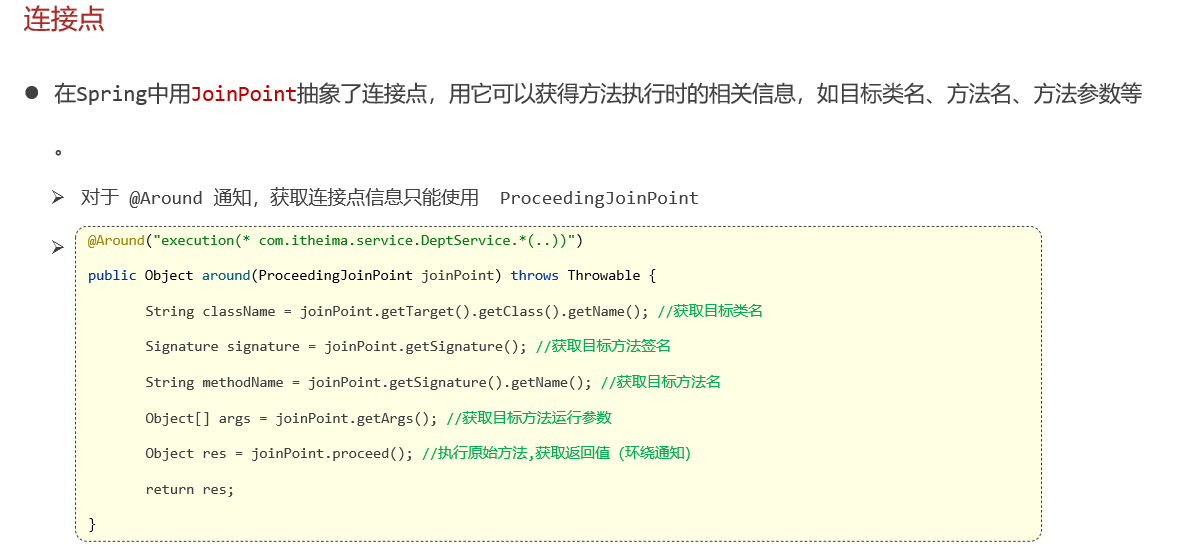 连接点
● 在Spring中用JoinPoint抽象了连接点，用它可以获得方法执行时的相关信息，如目标类名、方法名、方法参数等
。
➢ 对于 @Around 通知，获取连接点信息只能使用 ProceedingJoinPoint
➢
@Around("execution(* com.itheima.service.DeptService.*(..))")
public Object around(ProceedingJoinPoint joinPoint) throws Throwable {
String className = joinPoint.getTarget().getClass().getName(); //获取目标类名
Signature signature = joinPoint.getSignature(); //获取目标方法签名
String methodName = joinPoint.getSignature().getName(); //获取目标方法名
Object[] args = joinPoint.getArgs(); //获取目标方法运行参数
Object res = joinPoint.proceed(); //执行原始方法,获取返回值（环绕通知）
return res;
}